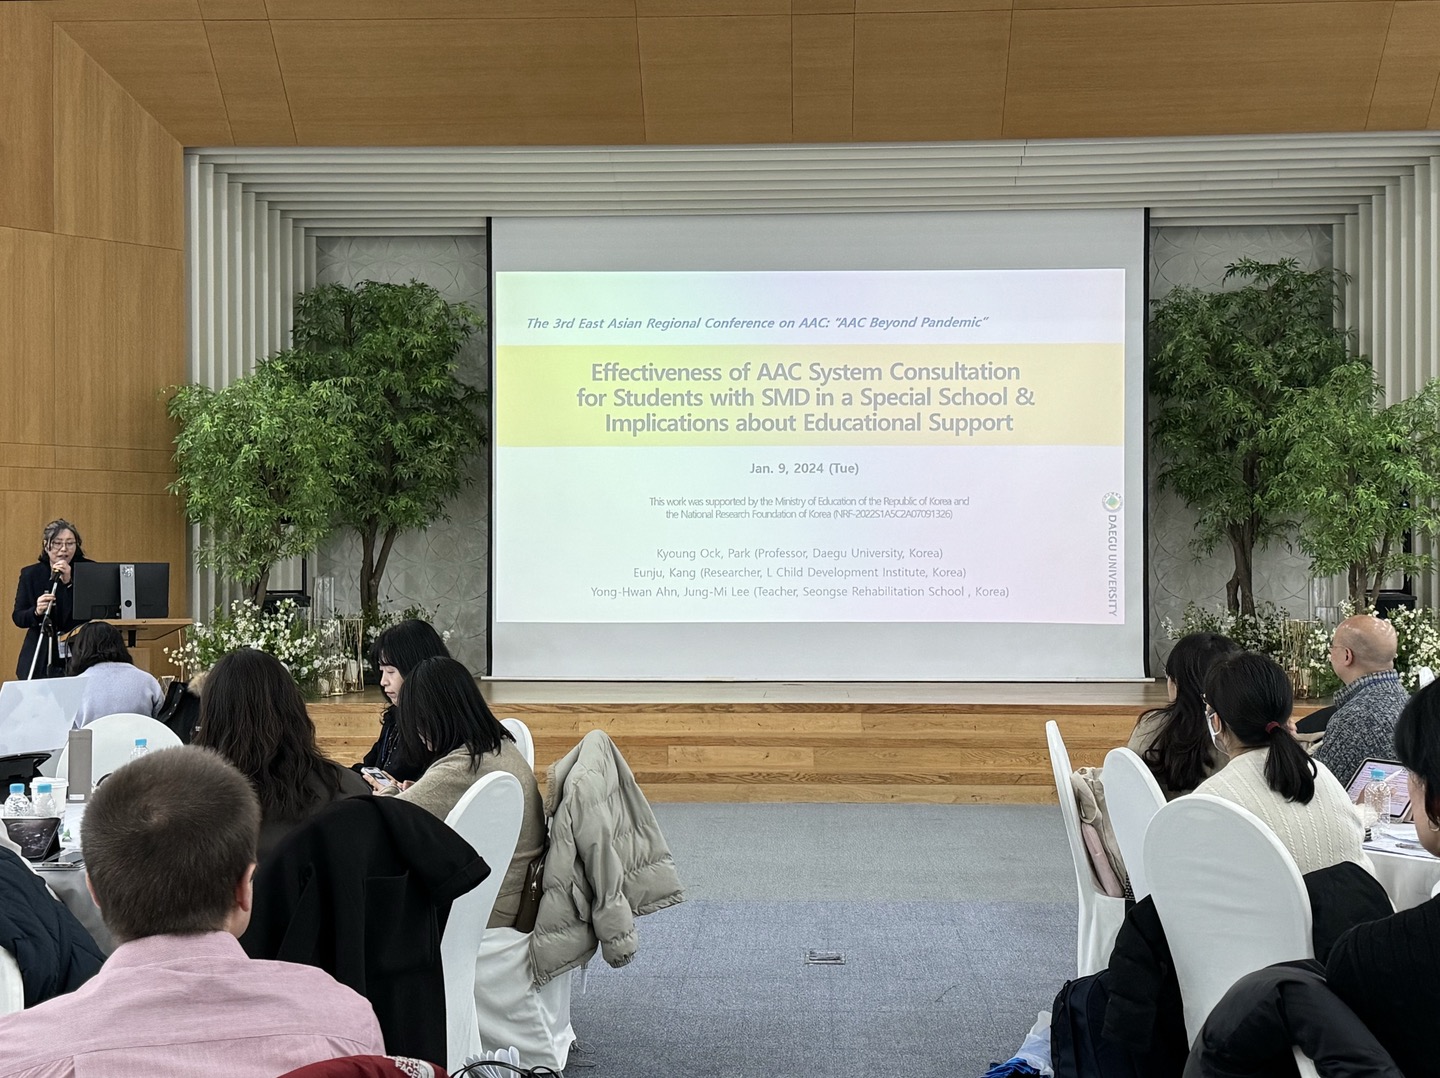 The 3rd East Asian Regional Conference on AAC: “AAC Beyond Pandemic”
Effectiveness of AAC System Consultation
for Students with SMD in a Special School &
Implications about Educational Support
Jan. 9, 2024 (Tue)
This work was supported by the Ministry of Education of the Republic of Korea and
the National Research Foundation of Korea (NRF-2022S1A5C2A07091326)
Kyoung Ock, Park (Professor, Daegu University, Korea)
Eunju, Kang (Researcher, L Child Development Institute, Korea)
Yong-Hwan Ahn, Jung-Mi Lee (Teacher, Seongse Rehabilitation School , Korea)
DAEGU UNIVERSITY